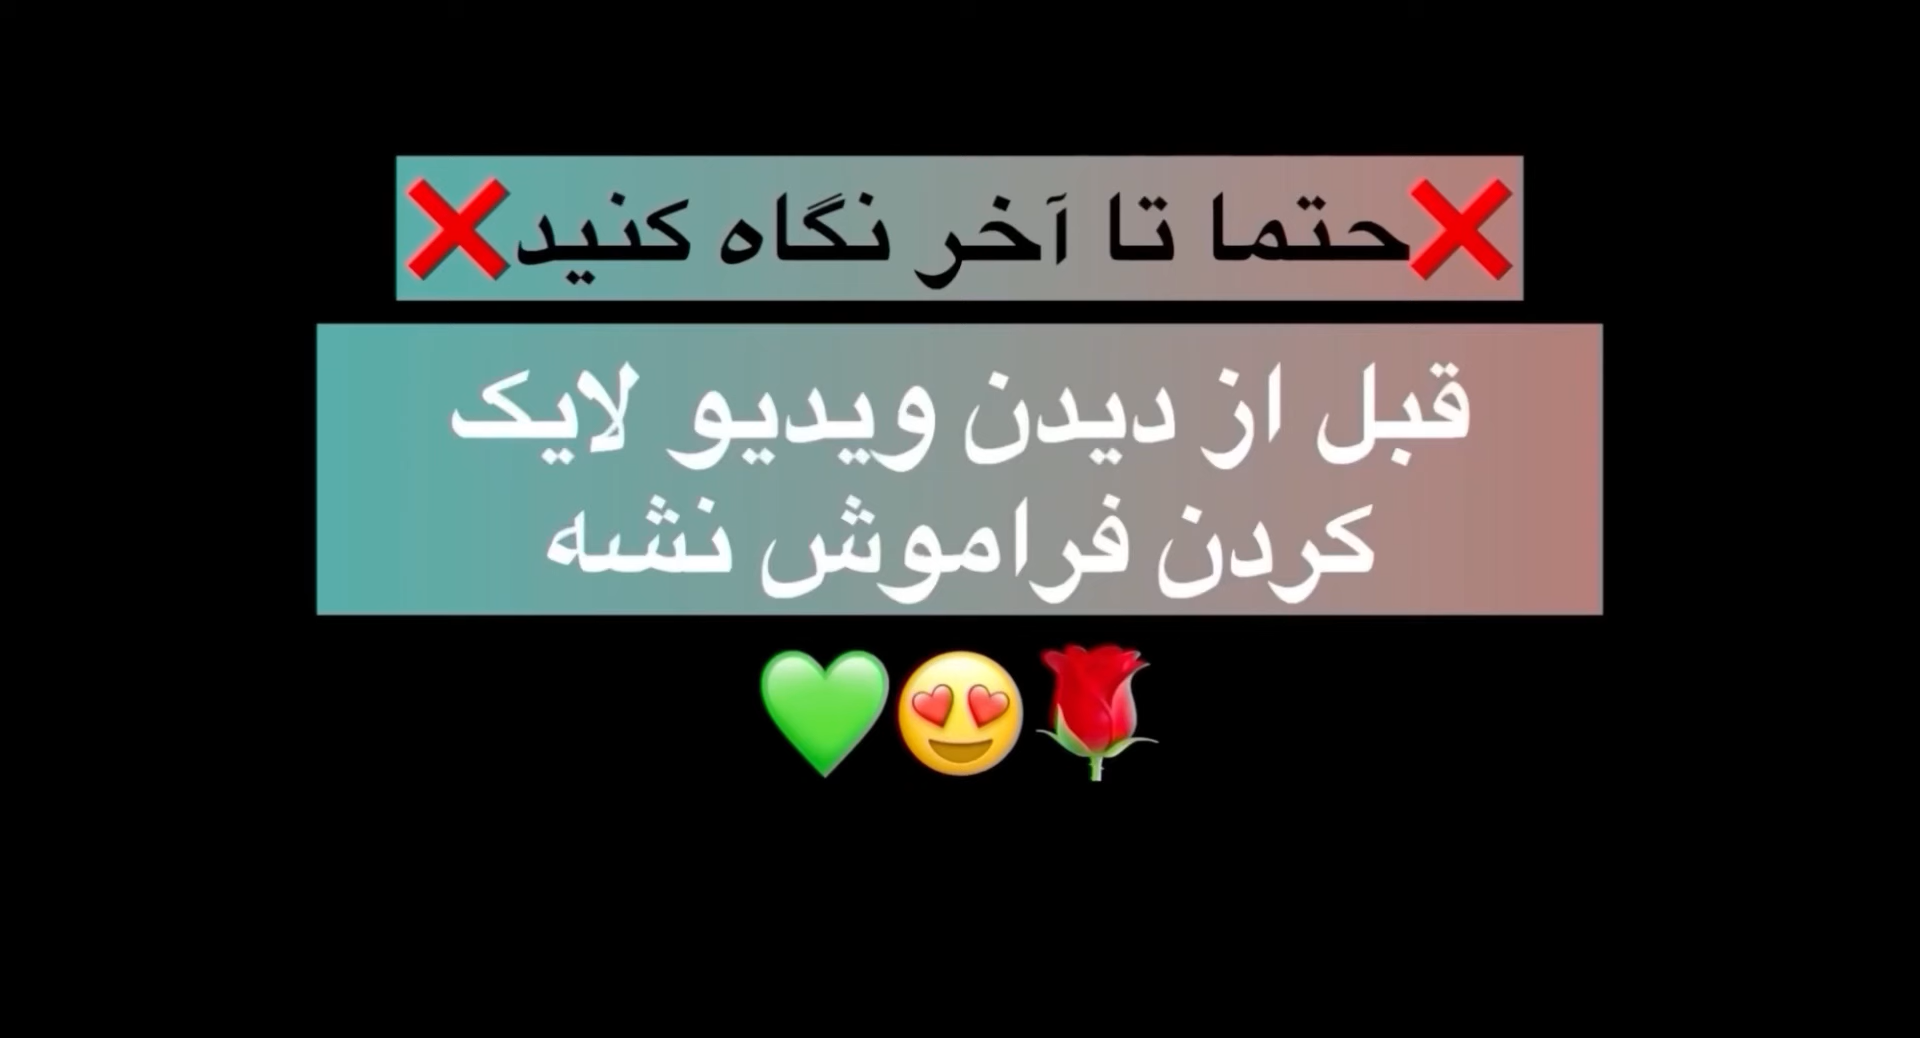 ❌حتما تا آخر نگاه کنید❌
قبل از دیدن ویدیو لایک
کردن فراموش نشه
🌹😍💚